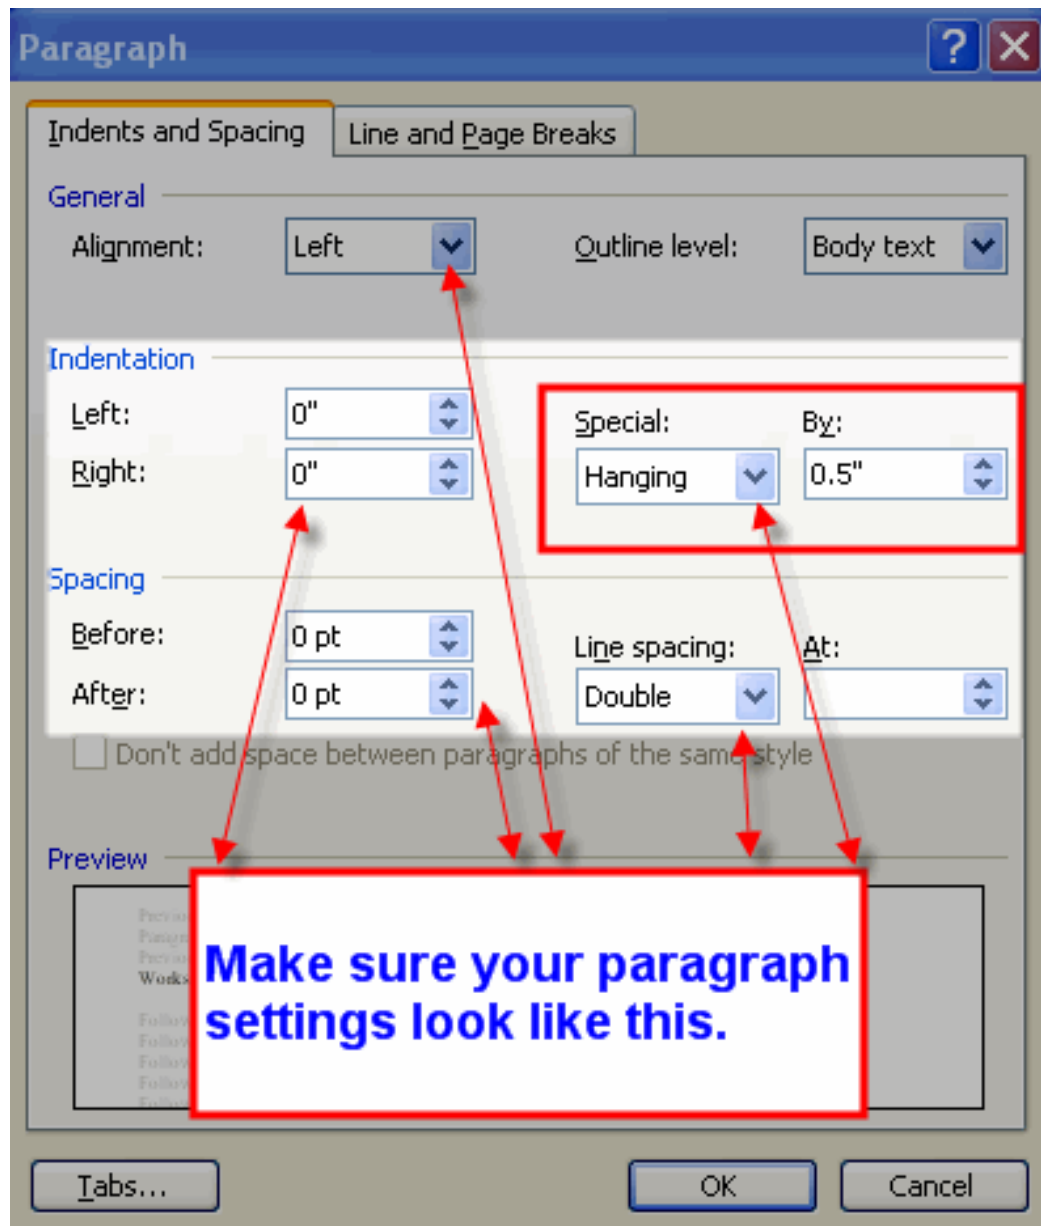 Paragraph
Indents and Spacing
Line and Page Breaks
General
Alignment: Left Outline level: Body text
Indentation
Left: 0" Special: By:
Right: 0" Hanging 0.5"
Spacing
Before: 0 pt Line spacing: At:
After: 0 pt Double
Don't add space between paragraphs of the same style
Preview
Make sure your paragraph
settings look like this.
Tabs... OK Cancel